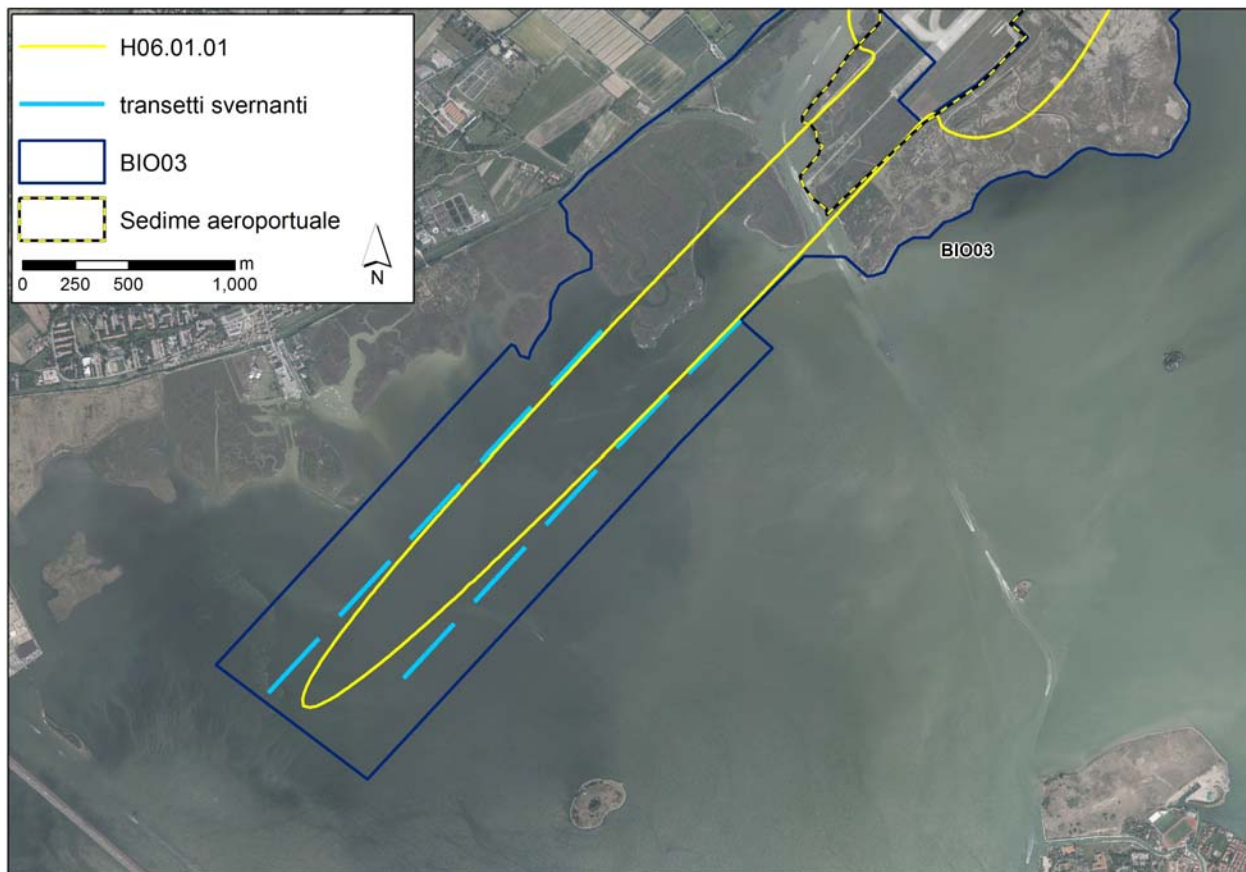 H06.01.01
transetti svernanti
BIO03
Sedime aeroportuale
m
0 250 500 1,000
N
BIO03